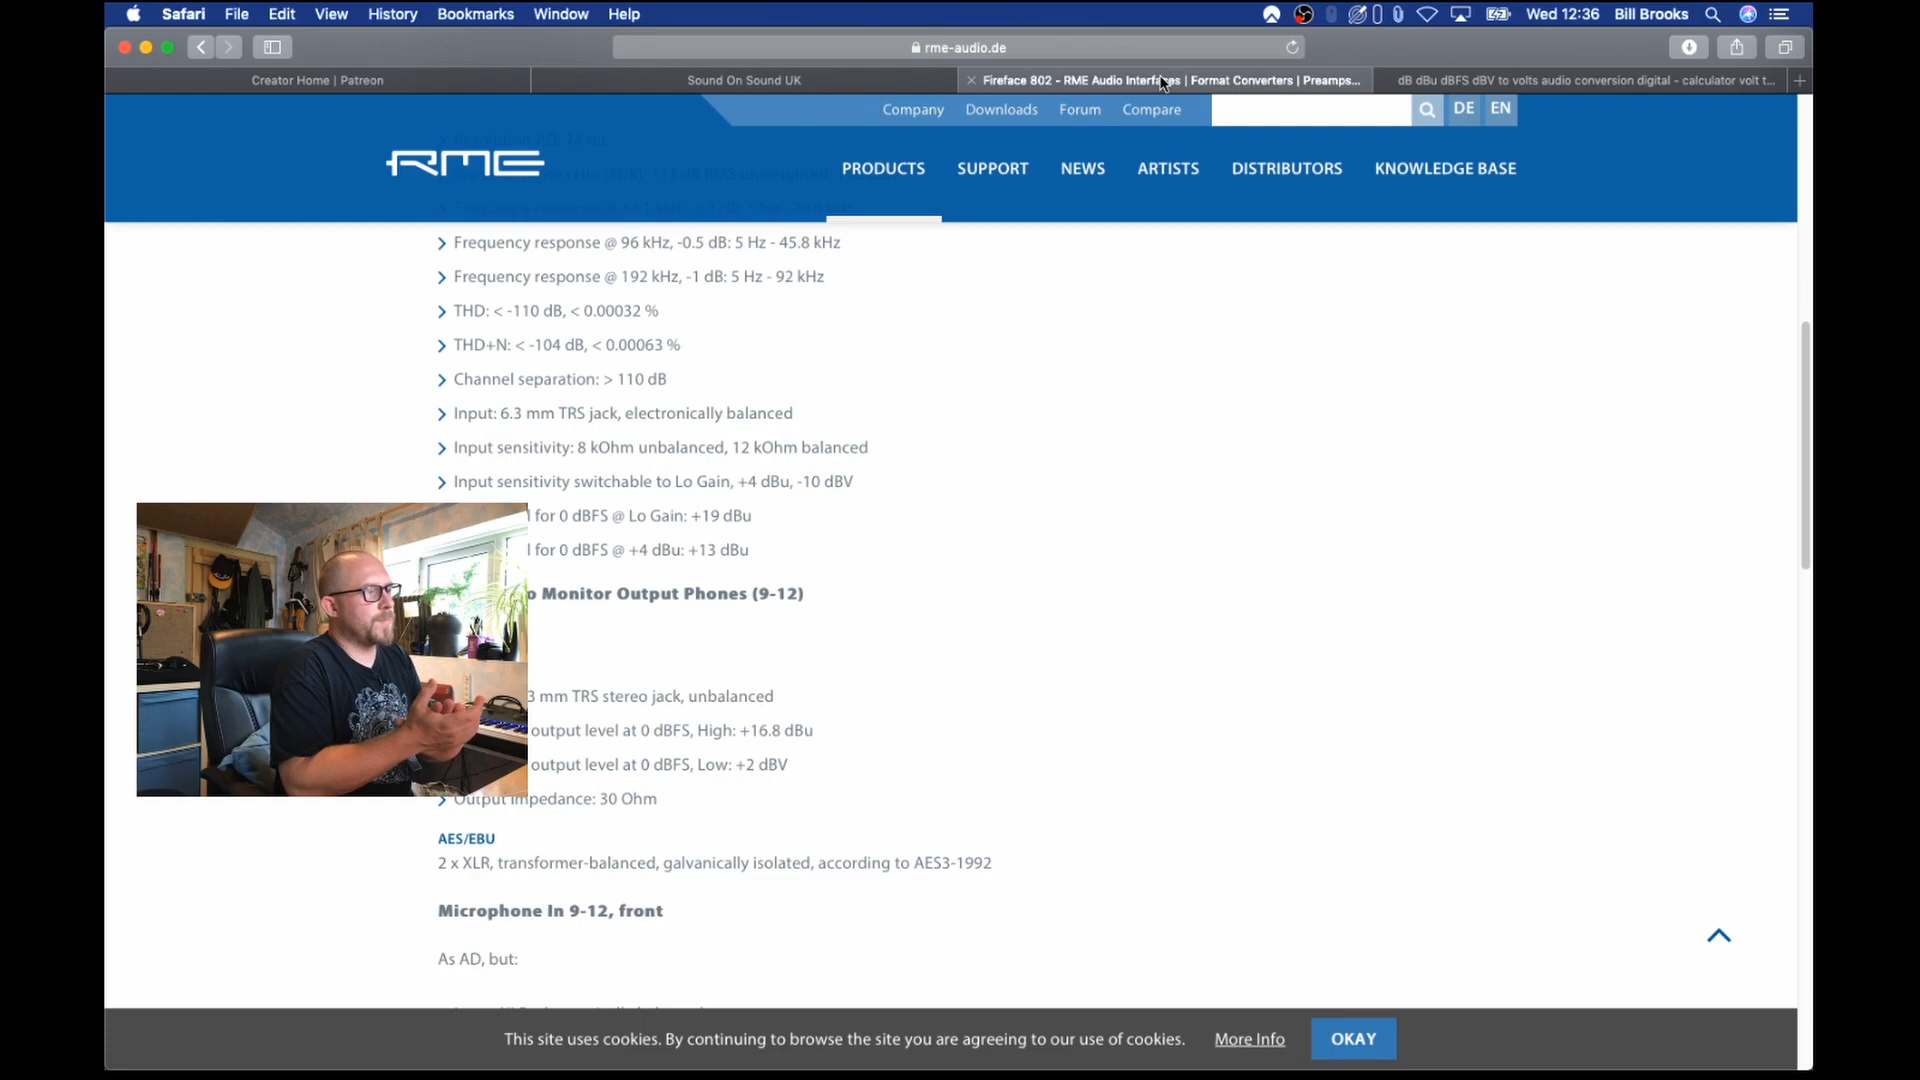 Safari File Edit View History Bookmarks Window Help Wed 12:36 Bill Brooks
rme-audio.de
Creator Home | Patreon
Sound On Sound UK
Fireface 802 - RME Audio Interfaces | Format Converters | Preamps...
dB dBu dBFS dBV to volts audio conversion digital - calculator volt t...
Company Downloads Forum Compare DE EN
RME
PRODUCTS SUPPORT NEWS ARTISTS DISTRIBUTORS KNOWLEDGE BASE
Resolution AD: 24 bit
Frequency response @ 96 kHz, -0.5 dB: 5 Hz - 45.8 kHz
Frequency response @ 192 kHz, -1 dB: 5 Hz - 92 kHz
THD: < -110 dB, < 0.00032 %
THD+N: < -104 dB, < 0.00063 %
Channel separation: > 110 dB
Input: 6.3 mm TRS jack, electronically balanced
Input sensitivity: 8 kOhm unbalanced, 12 kOhm balanced
Input sensitivity switchable to Lo Gain, +4 dBu, -10 dBV
l for 0 dBFS @ Lo Gain: +19 dBu
l for 0 dBFS @ +4 dBu: +13 dBu
o Monitor Output Phones (9-12)
3 mm TRS stereo jack, unbalanced
output level at 0 dBFS, High: +16.8 dBu
output level at 0 dBFS, Low: +2 dBV
Output impedance: 30 Ohm
AES/EBU
2 x XLR, transformer-balanced, galvanically isolated, according to AES3-1992
Microphone In 9-12, front
As AD, but:
This site uses cookies. By continuing to browse the site you are agreeing to our use of cookies. More Info OKAY